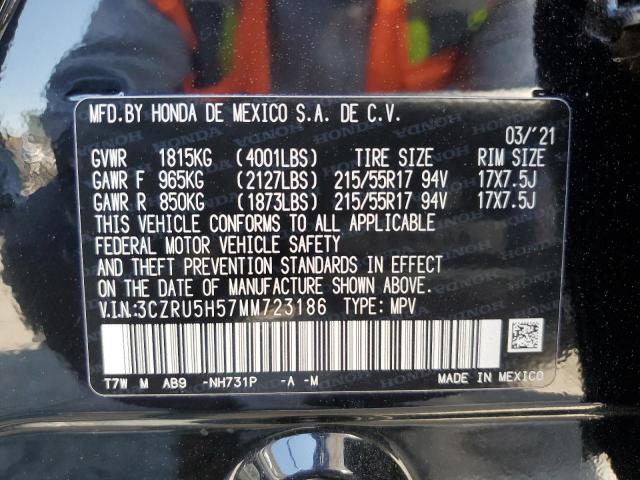 MFD.BY HONDA DE MEXICO S.A. DE C.V.
03/'21
GVWR 1815KG (4001LBS) TIRE SIZE RIM SIZE
GAWR F 965KG (2127LBS) 215/55R17 94V 17X7.5J
GAWR R 850KG (1873LBS) 215/55R17 94V 17X7.5J
THIS VEHICLE CONFORMS TO ALL APPLICABLE
FEDERAL MOTOR VEHICLE SAFETY
AND THEFT PREVENTION STANDARDS IN EFFECT
ON THE DATE OF MANUFACTURE SHOWN ABOVE.
V.I.N:3CZRU5H57MM723186 TYPE: MPV
T7W M AB9 -NH731P -A -M MADE IN MEXICO